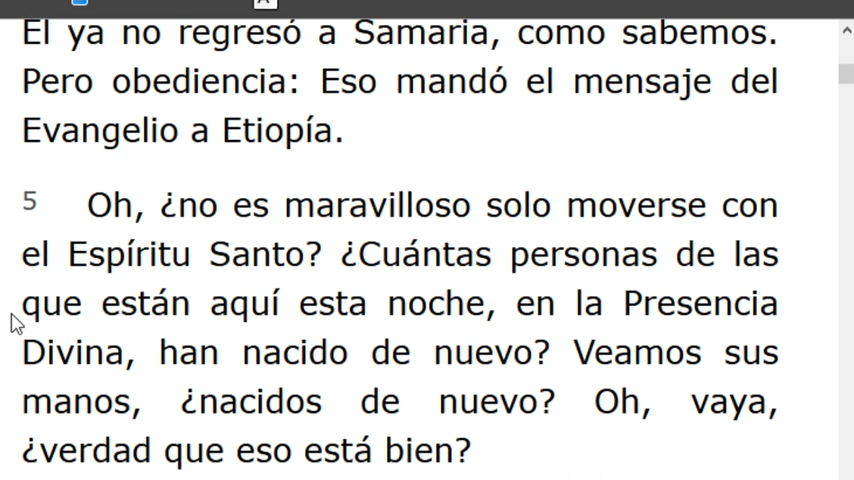 Él ya no regresó a Samaria, como sabemos.
Pero obediencia: Eso mandó el mensaje del
Evangelio a Etiopía.
5 Oh, ¿no es maravilloso solo moverse con
el Espíritu Santo? ¿Cuántas personas de las
que están aquí esta noche, en la Presencia
Divina, han nacido de nuevo? Veamos sus
manos, ¿nacidos de nuevo? Oh, vaya,
¿verdad que eso está bien?